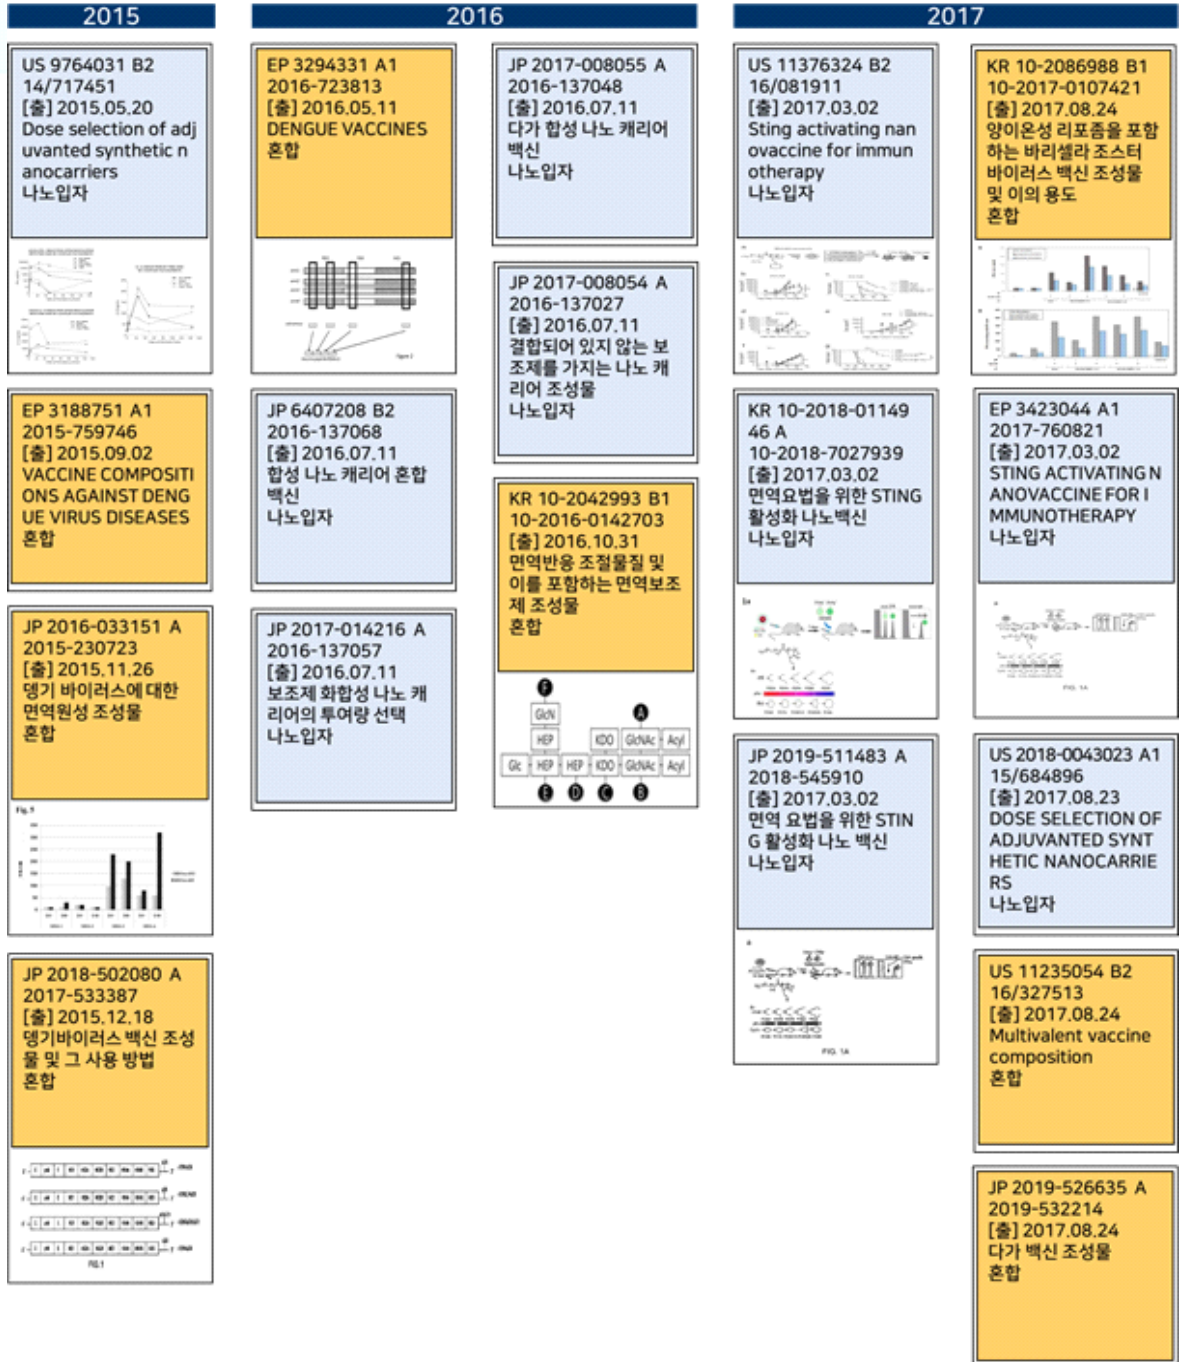 2015
US 9764031 B2
14/717451
[출] 2015.05.20
Dose selection of adj
uvanted synthetic n
anocarriers
나노입자
EP 3188751 A1
2015-759746
[출] 2015.09.02
VACCINE COMPOSITI
ONS AGAINST DENG
UE VIRUS DISEASES
혼합
JP 2016-033151 A
2015-230723
[출] 2015.11.26
뎅기 바이러스에 대한
면역원성 조성물
혼합
Fig. 5
JP 2018-502080 A
2017-533387
[출] 2015.12.18
뎅기바이러스 백신 조성
물 및 그 사용 방법
혼합
FIG.1
2016
EP 3294331 A1
2016-723813
[출] 2016.05.11
DENGUE VACCINES
혼합
Figure 2
JP 6407208 B2
2016-137068
[출] 2016.07.11
합성 나노 캐리어 혼합
백신
나노입자
JP 2017-014216 A
2016-137057
[출] 2016.07.11
보조제 화합성 나노 캐
리어의 투여량 선택
나노입자
JP 2017-008055 A
2016-137048
[출] 2016.07.11
다가 합성 나노 캐리어
백신
나노입자
JP 2017-008054 A
2016-137027
[출] 2016.07.11
결합되어 있지 않는 보
조제를 가지는 나노 캐
리어 조성물
나노입자
KR 10-2042993 B1
10-2016-0142703
[출] 2016.10.31
면역반응 조절물질 및
이를 포함하는 면역보조
제 조성물
혼합
F
GlcN A
HEP KDO GlcNAc Acyl
Glc HEP HEP KDO GlcNAc Acyl
E D C B
2017
US 11376324 B2
16/081911
[출] 2017.03.02
Sting activating nan
ovaccine for immun
otherapy
나노입자
KR 10-2018-01149
46 A
10-2018-7027939
[출] 2017.03.02
면역요법을 위한 STING
활성화 나노백신
나노입자
JP 2019-511483 A
2018-545910
[출] 2017.03.02
면역 요법을 위한 STIN
G 활성화 나노 백신
나노입자
FIG. 1A
KR 10-2086988 B1
10-2017-0107421
[출] 2017.08.24
양이온성 리포좀을 포함
하는 바리셀라 조스터
바이러스 백신 조성물
및 이의 용도
혼합
EP 3423044 A1
2017-760821
[출] 2017.03.02
STING ACTIVATING N
ANOVACCINE FOR I
MMUNOTHERAPY
나노입자
FIG. 1A
US 2018-0043023 A1
15/684896
[출] 2017.08.23
DOSE SELECTION OF
ADJUVANTED SYNT
HETIC NANOCARRIE
RS
나노입자
US 11235054 B2
16/327513
[출] 2017.08.24
Multivalent vaccine
composition
혼합
JP 2019-526635 A
2019-532214
[출] 2017.08.24
다가 백신 조성물
혼합